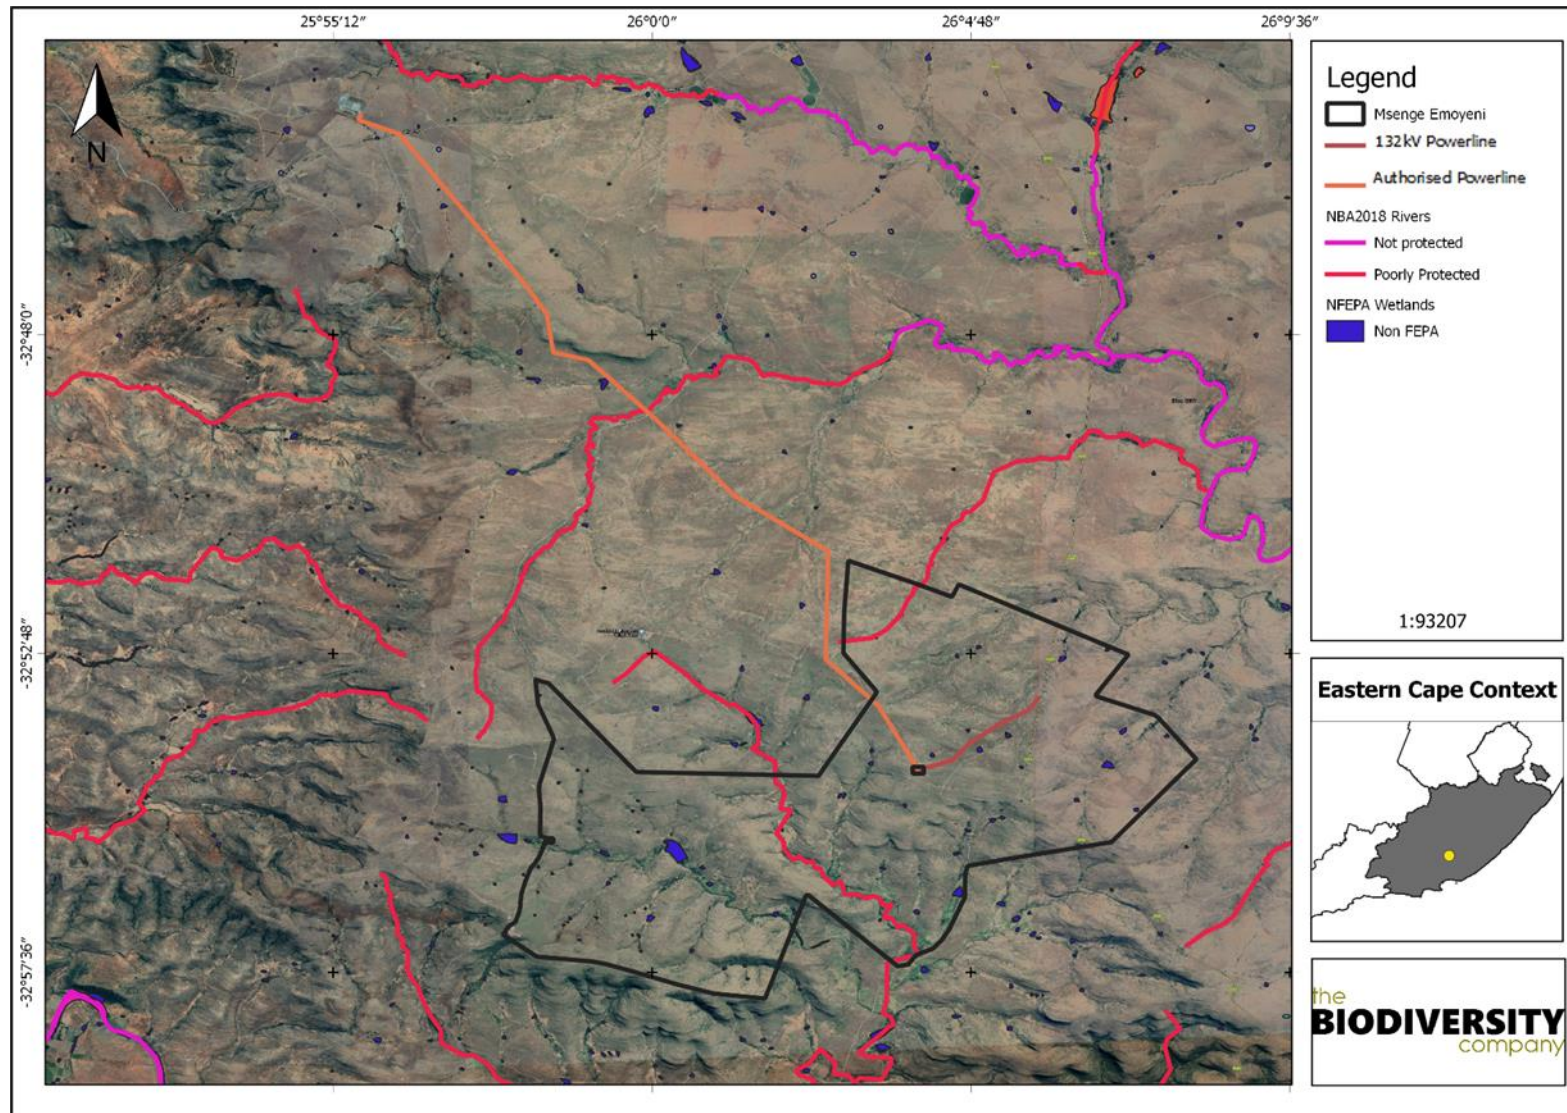 25°55'12"
26°0'0"
26°4'48"
26°9'36"
-32°48'0"
-32°52'48"
-32°57'36"
N
Legend
Msenge Emoyeni
132kV Powerline
Authorised Powerline
NBA2018 Rivers
Not protected
Poorly Protected
NFEPA Wetlands
Non FEPA
1:93207
Eastern Cape Context
the
BIODIVERSITY
company